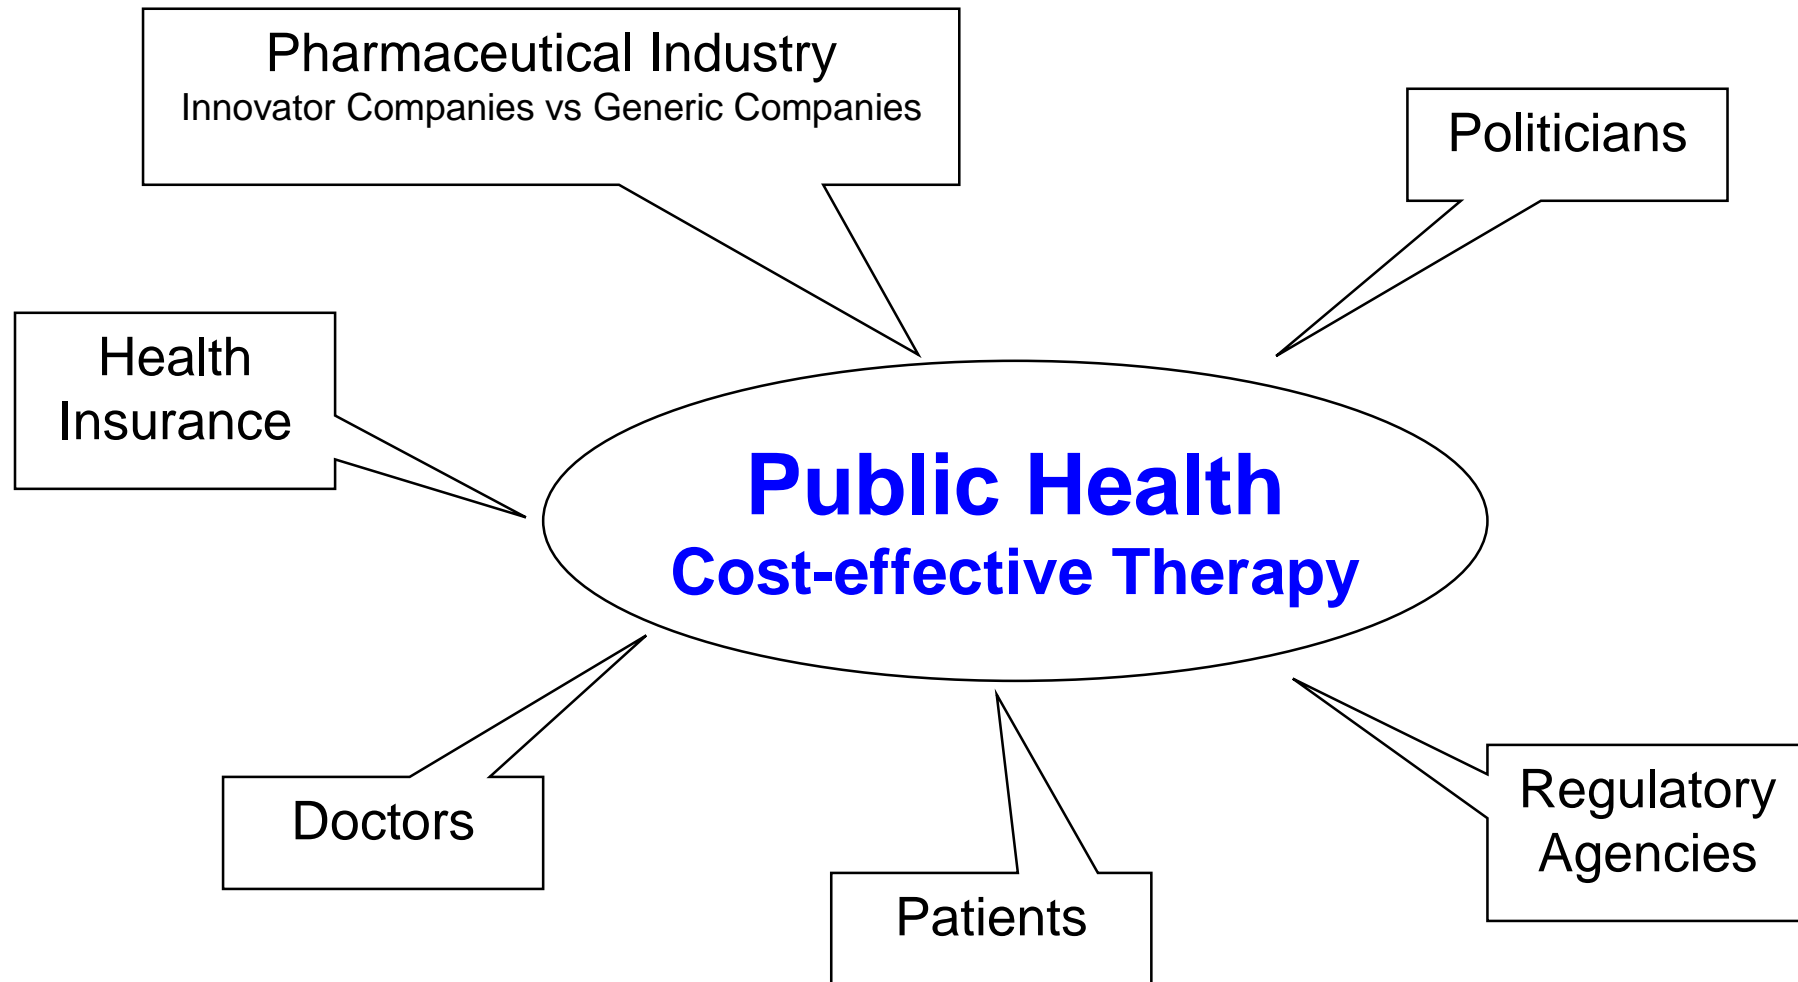 Pharmaceutical Industry
Innovator Companies vs Generic Companies
Politicians
Health
Insurance
Public Health
Cost-effective Therapy
Doctors
Patients
Regulatory
Agencies